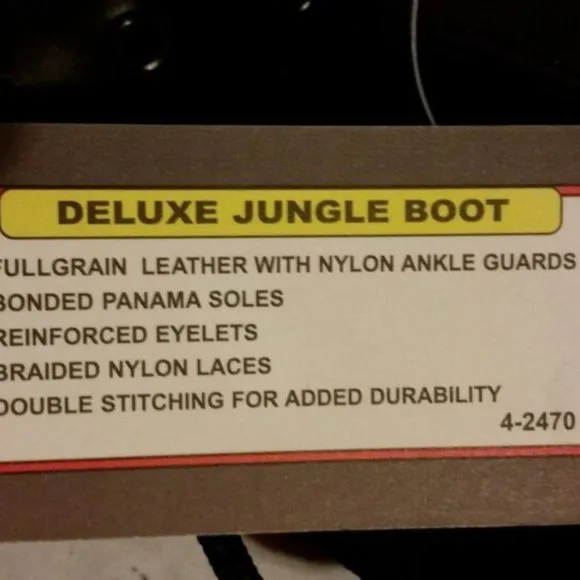 DELUXE JUNGLE BOOT
FULLGRAIN LEATHER WITH NYLON ANKLE GUARDS
BONDED PANAMA SOLES
REINFORCED EYELETS
BRAIDED NYLON LACES
DOUBLE STITCHING FOR ADDED DURABILITY
4-2470